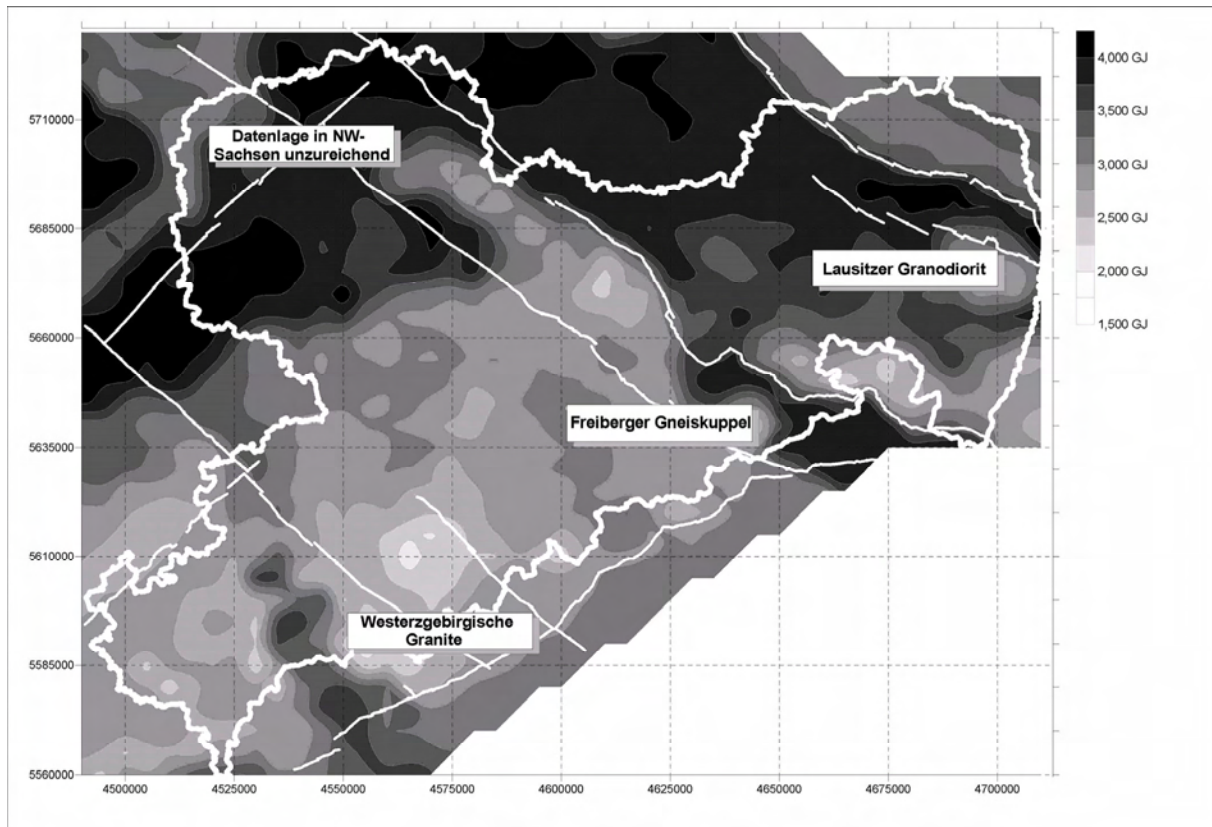 4,000 GJ
3,500 GJ
3,000 GJ
2,500 GJ
2,000 GJ
1,500 GJ
5710000
5685000
5660000
5635000
5610000
5585000
5560000
Datenlage in NW-
Sachsen unzureichend
Lausitzer Granodiorit
Freiberger Gneiskuppel
Westerzgebirgische
Granite
4500000
4525000
4550000
4575000
4600000
4625000
4650000
4675000
4700000